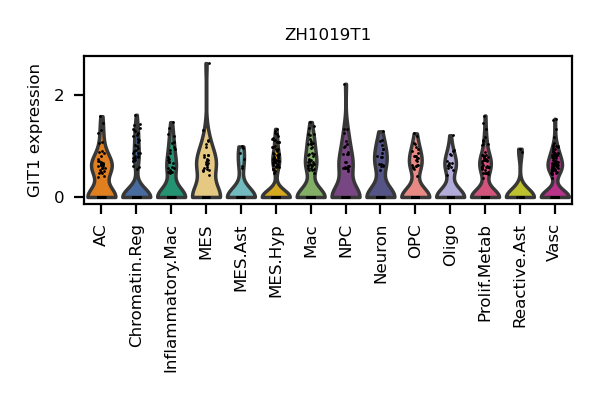 ZH1019T1
GIT1 expression
2
0
AC
Chromatin.Reg
Inflammatory.Mac
MES
MES.Ast
MES.Hyp
Mac
NPC
Neuron
OPC
Oligo
Prolif.Metab
Reactive.Ast
Vasc